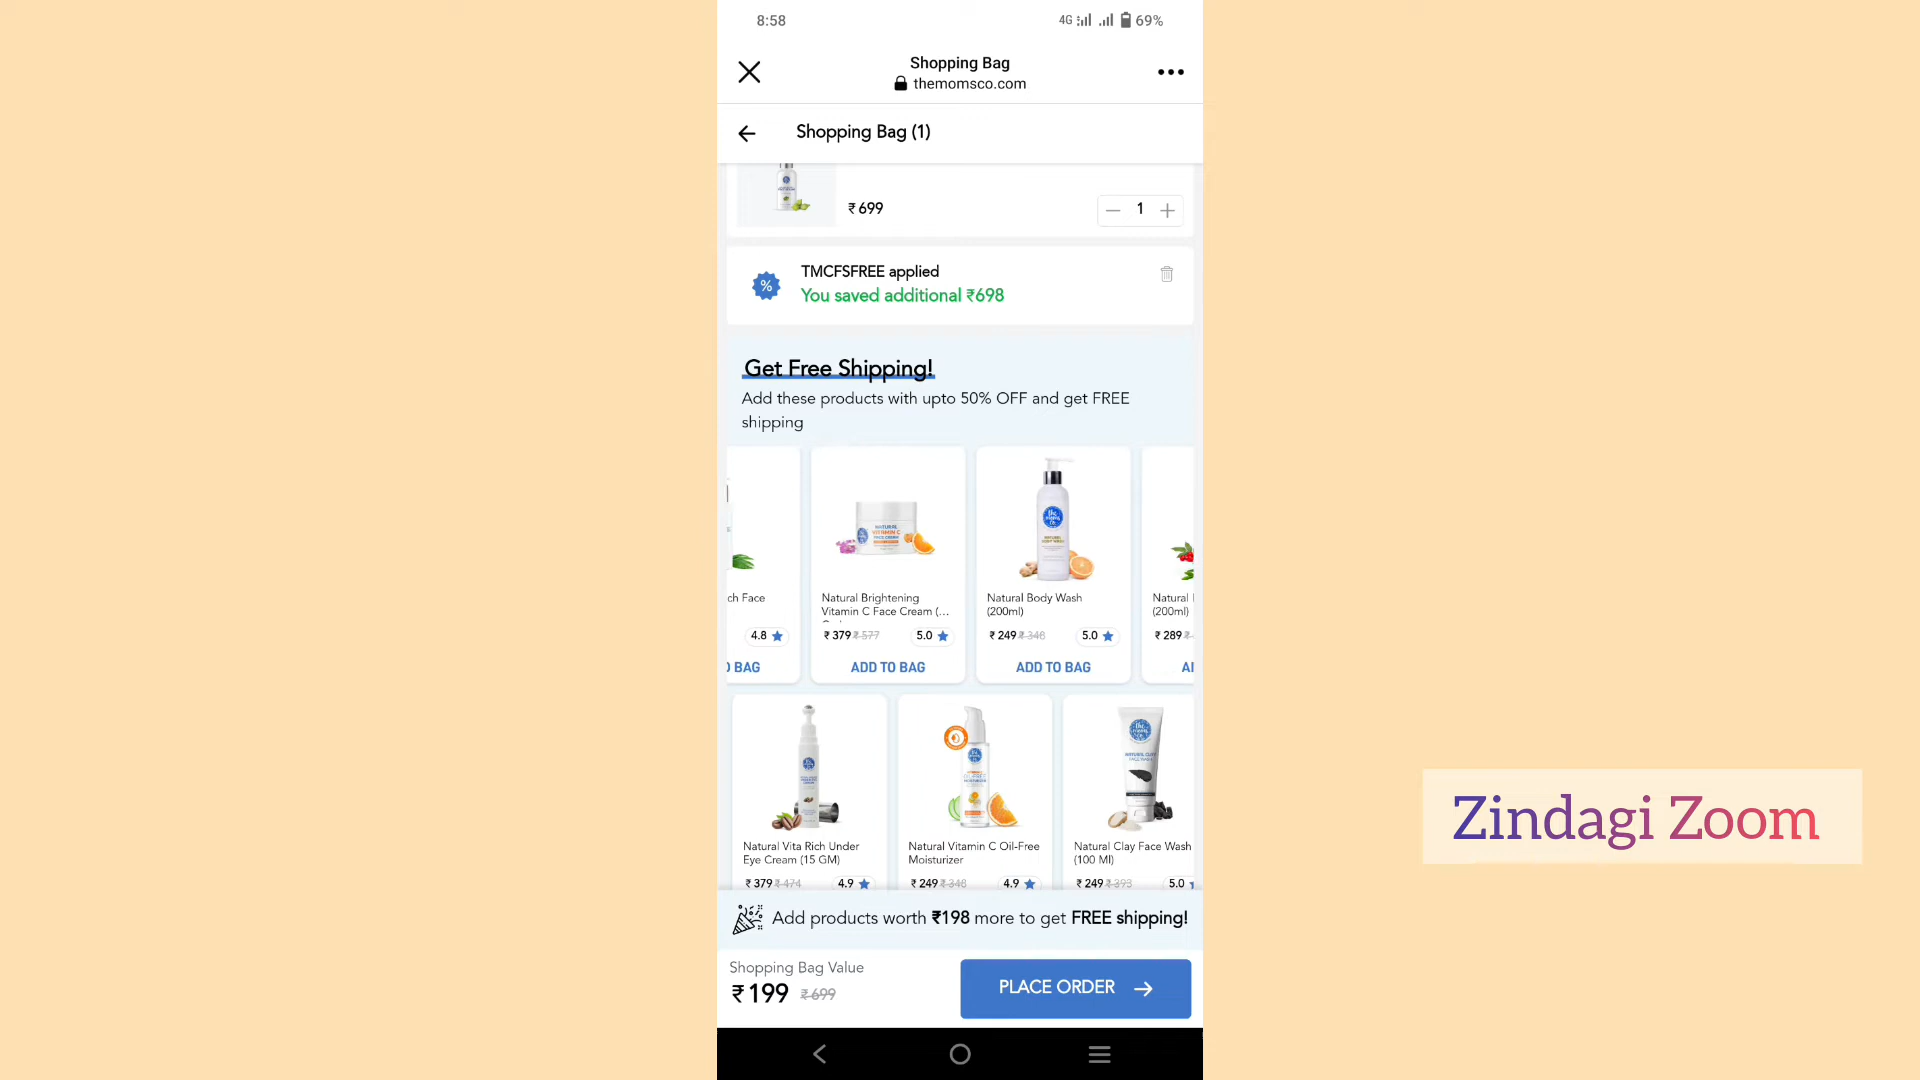 8:58
4G 69%
Shopping Bag
themomsco.com
Shopping Bag (1)
₹ 699
1
TMCFSFREE applied
You saved additional ₹698
Get Free Shipping!
Add these products with upto 50% OFF and get FREE
shipping
ch Face
4.8
BAG
Natural Brightening
Vitamin C Face Cream (...
₹ 379 ₹ 577 5.0
ADD TO BAG
Natural Body Wash
(200ml)
₹ 249 ₹ 348 5.0
ADD TO BAG
Natural
(200ml)
₹ 289
Natural Vita Rich Under
Eye Cream (15 GM)
₹ 379 ₹ 474 4.9
Natural Vitamin C Oil-Free
Moisturizer
₹ 249 ₹ 348 4.9
Natural Clay Face Wash
(100 Ml)
₹ 249 ₹ 393 5.0
Add products worth ₹198 more to get FREE shipping!
Shopping Bag Value
₹ 199 ₹ 699
PLACE ORDER
Zindagi Zoom